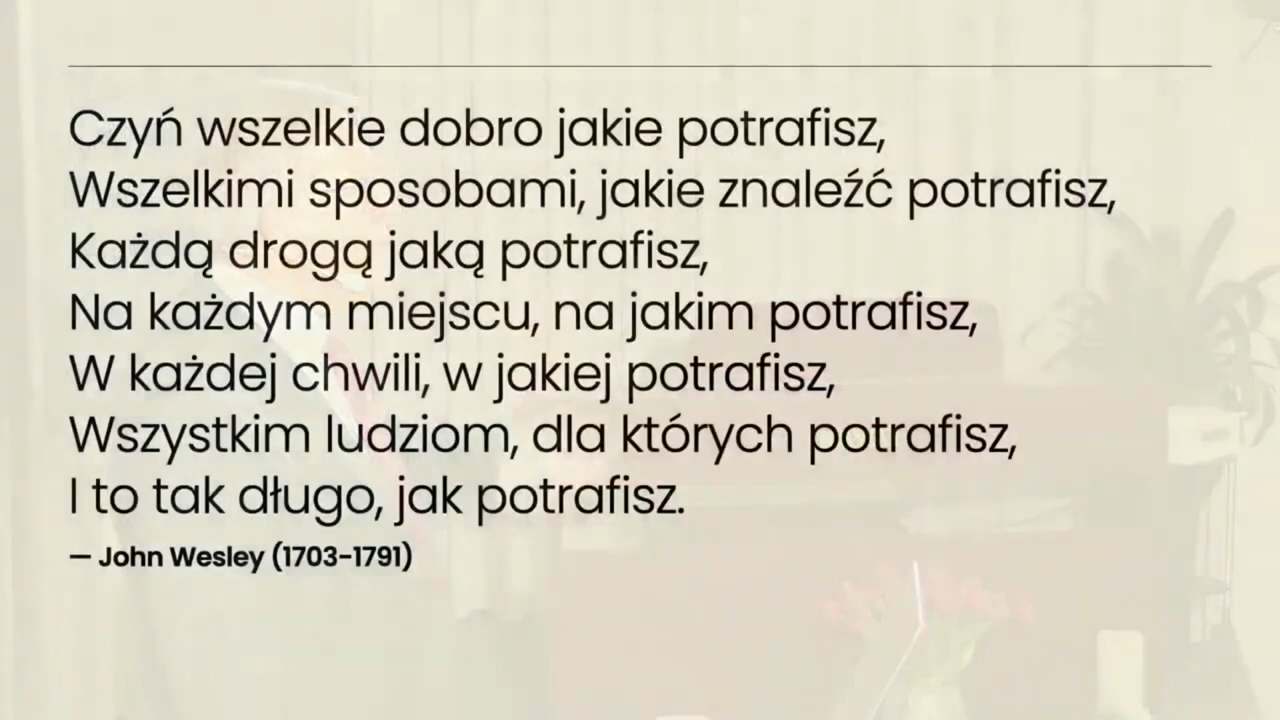 Czyń wszelkie dobro jakie potrafisz,
Wszelkimi sposobami, jakie znaleźć potrafisz,
Każdą drogą jaką potrafisz,
Na każdym miejscu, na jakim potrafisz,
W każdej chwili, w jakiej potrafisz,
Wszystkim ludziom, dla których potrafisz,
I to tak długo, jak potrafisz.
— John Wesley (1703-1791)